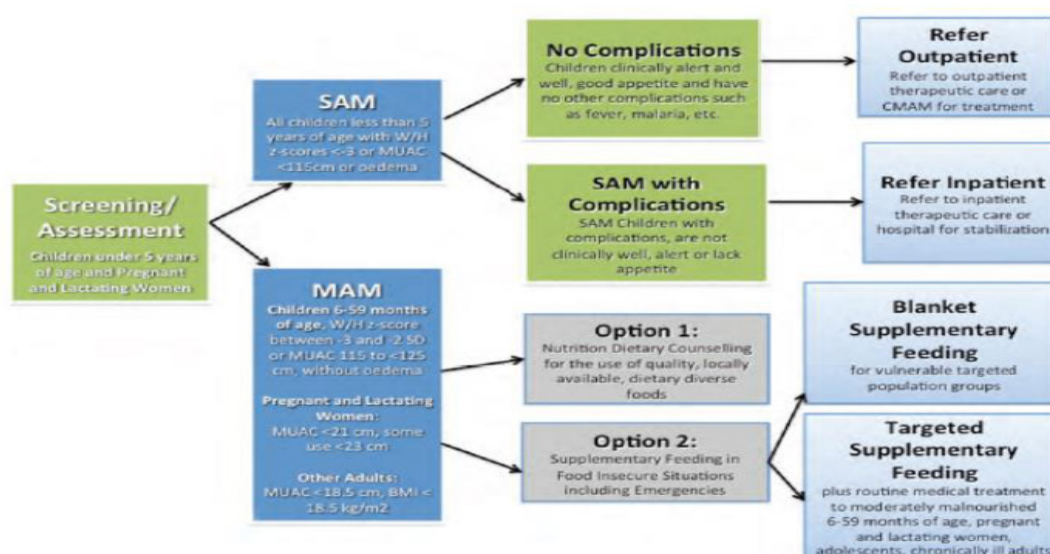 Screening/
Assessment
Children under 5 years
of age and Pregnant
and Lactating Women
SAM
All children less than 5
years of age with W/H
z-scores <-3 or MUAC
<115cm or oedema
MAM
Children 6-59 months
of age, W/H z-score
between -3 and -2 SD
or MUAC 115 to <125
cm, without oedema
Pregnant and Lactating
Women:
MUAC <21 cm, some
use <23 cm
Other Adults:
MUAC <18.5 cm, BMI <
18.5 kg/m2
No Complications
Children clinically alert and
well, good appetite and have
no other complications such
as fever, malaria, etc.
SAM with
Complications
SAM Children with
complications, are not
clinically well, alert or lack
appetite
Option 1:
Nutrition Dietary Counselling
for the use of quality, locally
available, dietary diverse
foods
Option 2:
Supplementary Feeding in
Food Insecure Situations
including Emergencies
Refer
Outpatient
Refer to outpatient
therapeutic care or
CMAM for treatment
Refer Inpatient
Refer to inpatient
therapeutic care or
hospital for stabilization
Blanket
Supplementary
Feeding
for vulnerable targeted
population groups
Targeted
Supplementary
Feeding
plus routine medical treatment
to moderately malnourished
6-59 months of age, pregnant
and lactating women,
adolescents, chronically ill adults